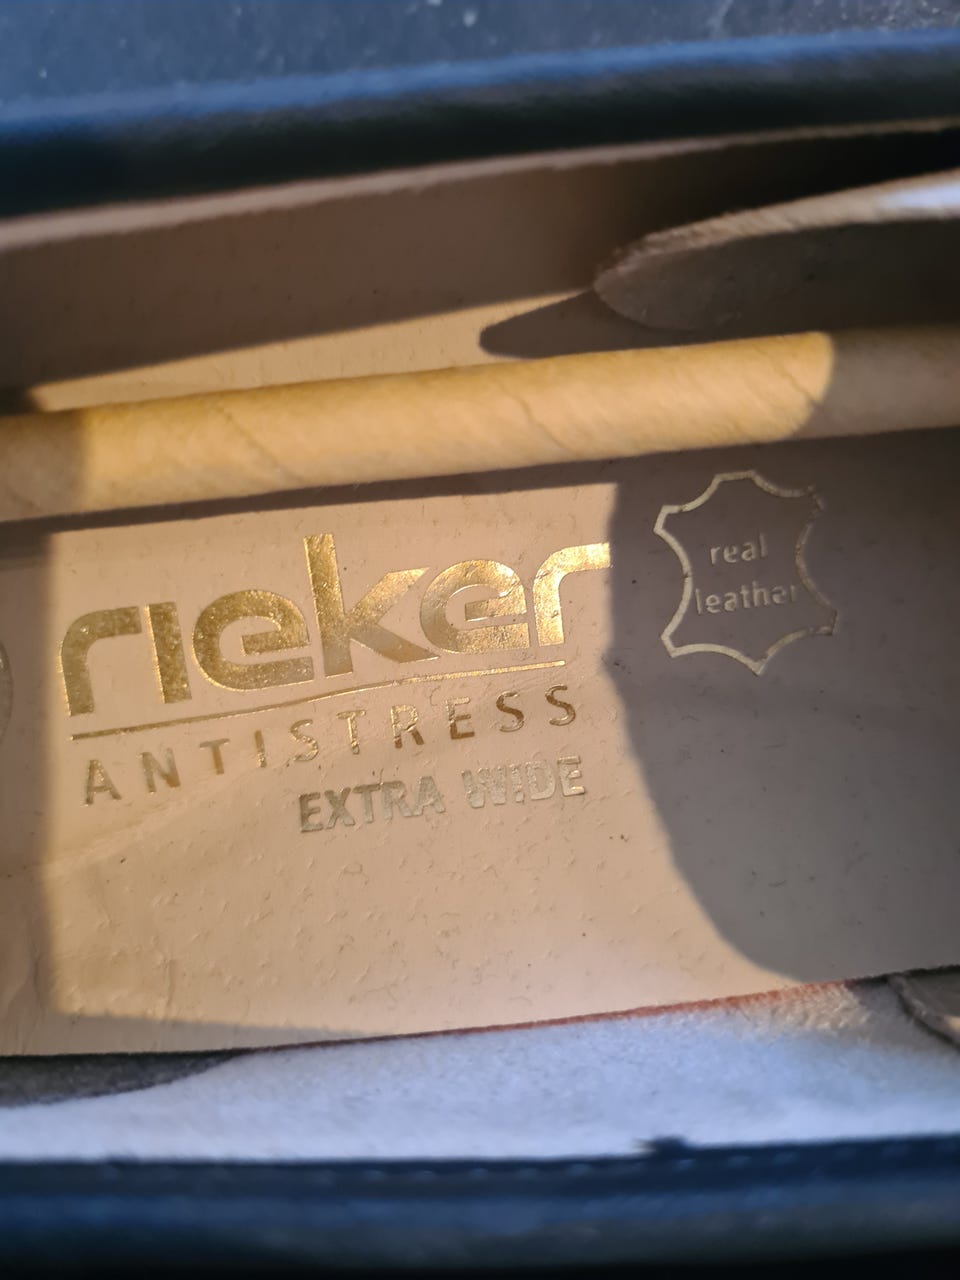 rieker
ANTISTRESS
EXTRA WIDE
real
leather